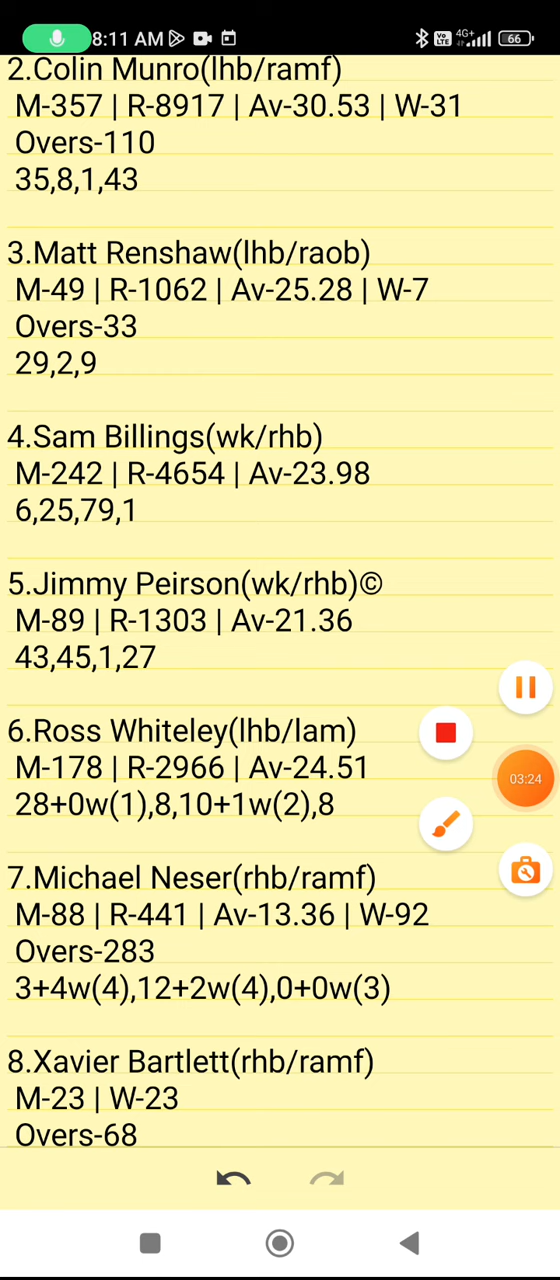 8:11 AM
Vo LTE
4G+
66
2.Colin Munro(lhb/ramf)
M-357 | R-8917 | Av-30.53 | W-31
Overs-110
35,8,1,43
3.Matt Renshaw(lhb/raob)
M-49 | R-1062 | Av-25.28 | W-7
Overs-33
29,2,9
4.Sam Billings(wk/rhb)
M-242 | R-4654 | Av-23.98
6,25,79,1
5.Jimmy Peirson(wk/rhb)©
M-89 | R-1303 | Av-21.36
43,45,1,27
6.Ross Whiteley(lhb/lam)
M-178 | R-2966 | Av-24.51
28+0w(1),8,10+1w(2),8
03:24
7.Michael Neser(rhb/ramf)
M-88 | R-441 | Av-13.36 | W-92
Overs-283
3+4w(4),12+2w(4),0+0w(3)
8.Xavier Bartlett(rhb/ramf)
M-23 | W-23
Overs-68